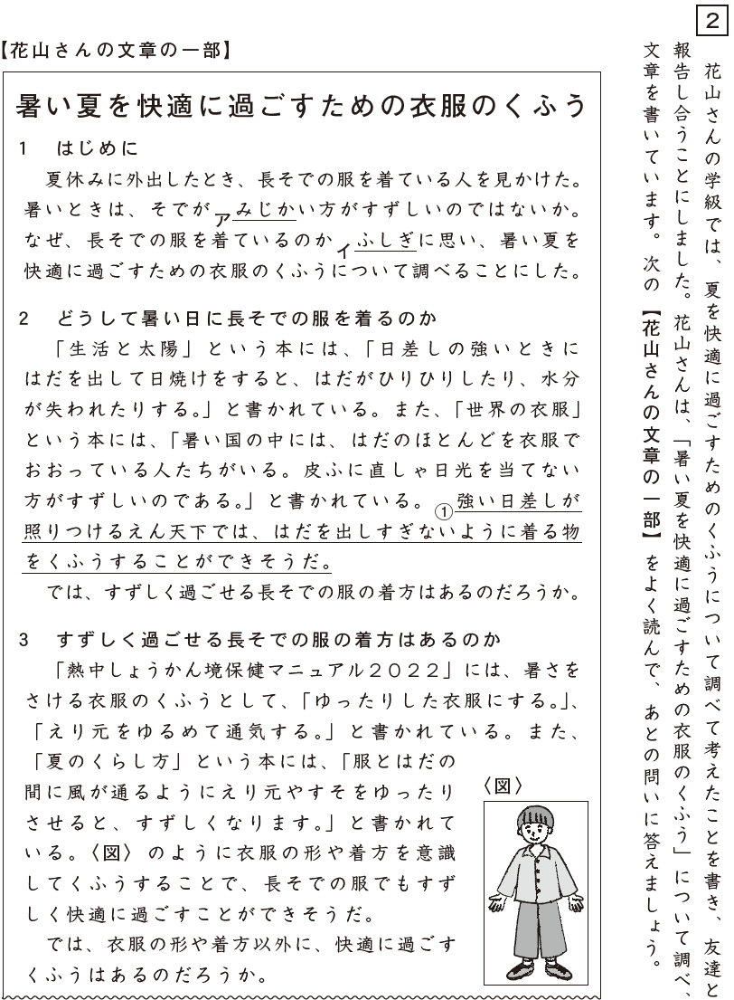 2
花山さんの学級では、夏を快適に過ごすためのくふうについて調べて考えたことを書き、友達と
報告し合うことにしました。花山さんは、「暑い夏を快適に過ごすための衣服のくふう」について調べ、
文章を書いています。次の【花山さんの文章の一部】をよく読んで、あとの問いに答えましょう。
【花山さんの文章の一部】
暑い夏を快適に過ごすための衣服のくふう
1 はじめに
夏休みに外出したとき、長そでの服を着ている人を見かけた。
暑いときは、そでがアみじかい方がすずしいのではないか。
なぜ、長そでの服を着ているのかイふしぎに思い、暑い夏を
快適に過ごすための衣服のくふうについて調べることにした。
2 どうして暑い日に長そでの服を着るのか
「生活と太陽」という本には、「日差しの強いときに
はだを出して日焼けをすると、はだがひりひりしたり、水分
が失われたりする。」と書かれている。また、「世界の衣服」
という本には、「暑い国の中には、はだのほとんどを衣服で
おおっている人たちがいる。皮ふに直しゃ日光を当てない
方がすずしいのである。」と書かれている。①強い日差しが
照りつけるえん天下では、はだを出しすぎないように着る物
をくふうすることができそうだ。
では、すずしく過ごせる長そでの服の着方はあるのだろうか。
3 すずしく過ごせる長そでの服の着方はあるのか
「熱中しょうかん境保健マニュアル２０２２」には、暑さを
さける衣服のくふうとして、「ゆったりした衣服にする。」、
「えり元をゆるめて通気する。」と書かれている。また、
「夏のくらし方」という本には、「服とはだの
間に風が通るようにえり元やすそをゆったり
させると、すずしくなります。」と書かれて
いる。〈図〉のように衣服の形や着方を意識
してくふうすることで、長そでの服でもすず
しく快適に過ごすことができそうだ。
では、衣服の形や着方以外に、快適に過ごす
くふうはあるのだろうか。
〈図〉